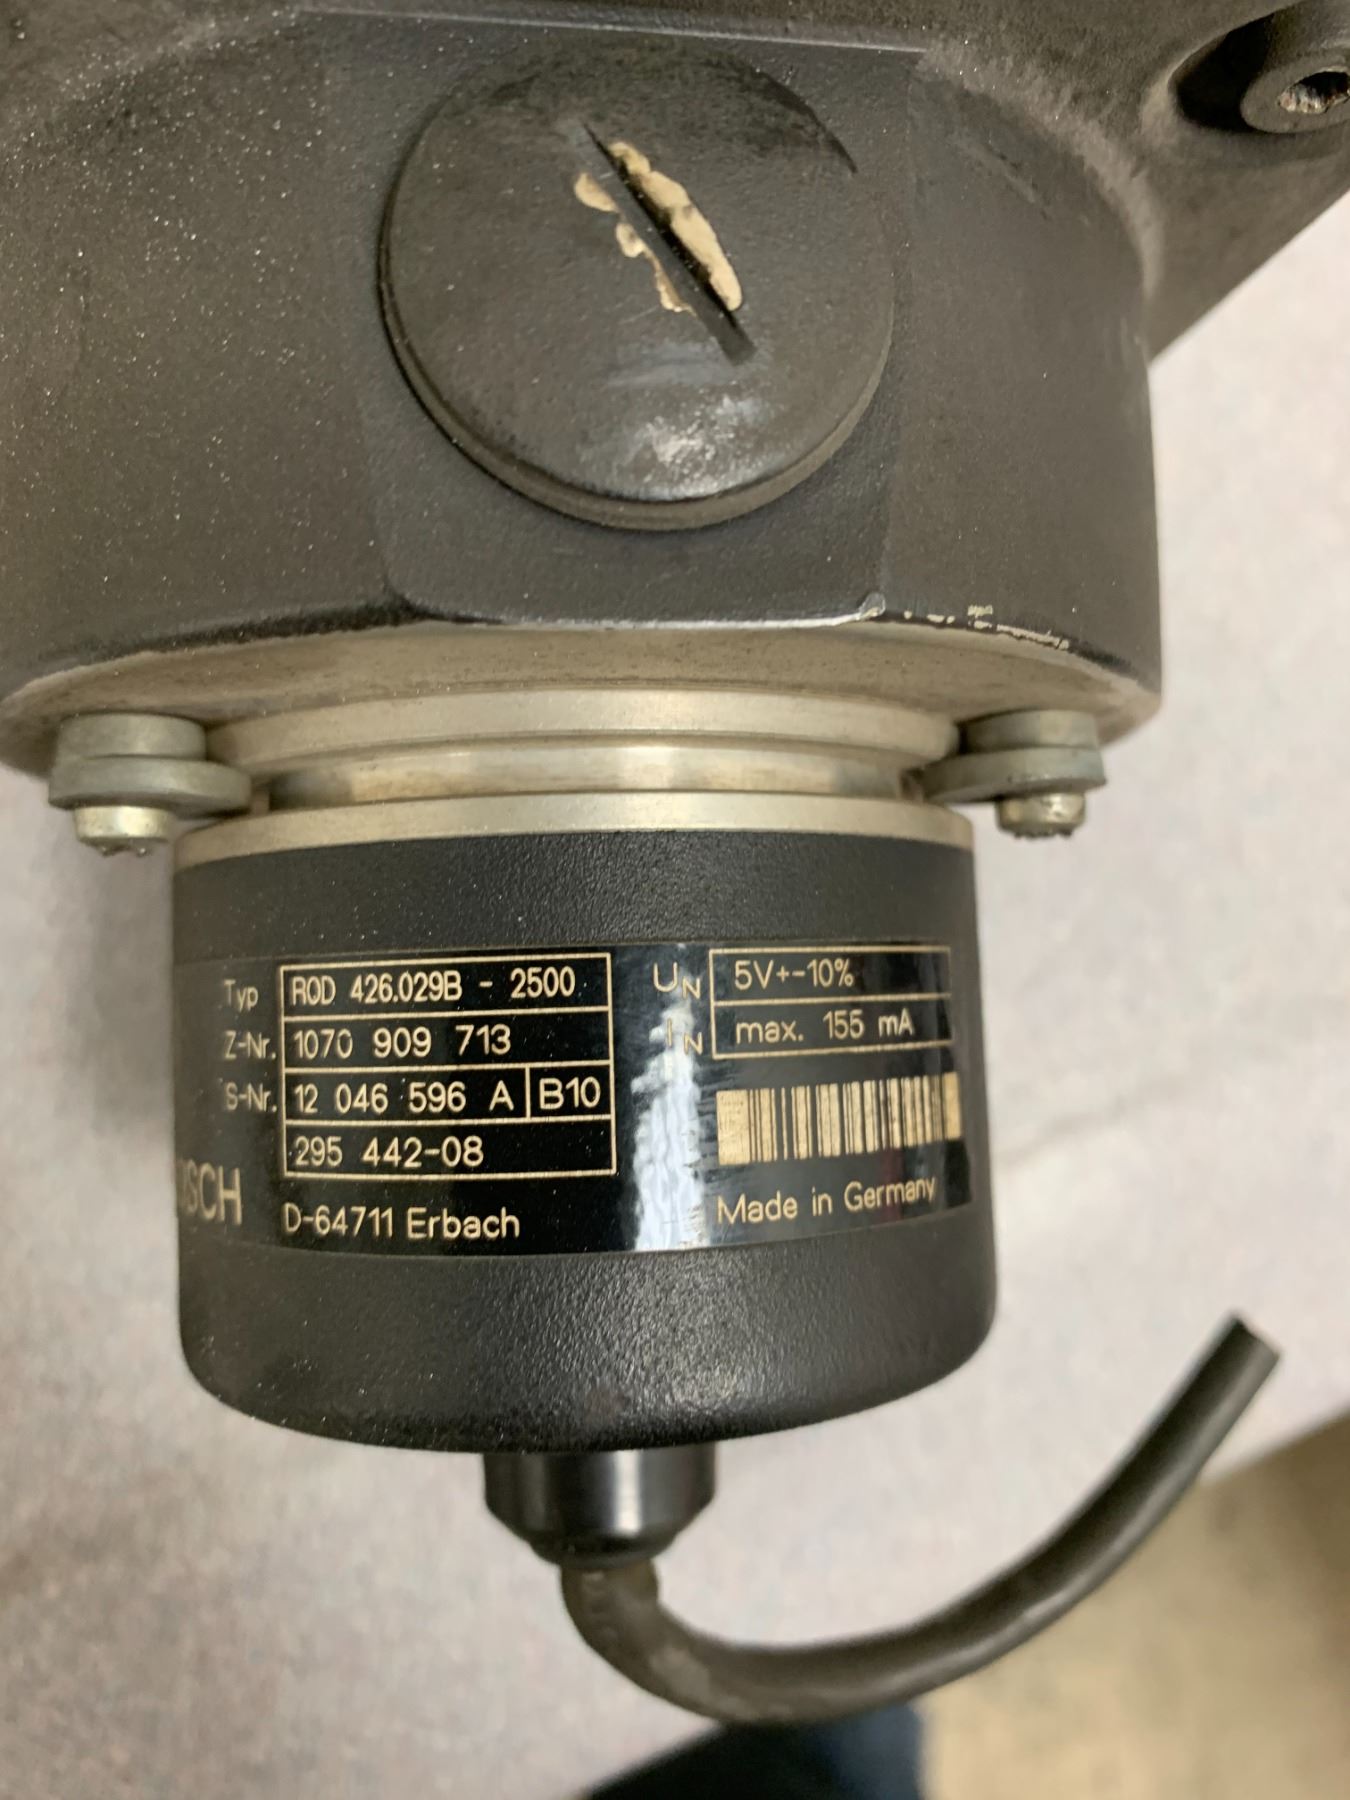 Typ ROD 426.029B - 2500
Z-Nr. 1070 909 713
S-Nr. 12 046 596 A B10
295 442-08
D-64711 Erbach
UN 5V+-10%
IN max. 155 mA
Made in Germany